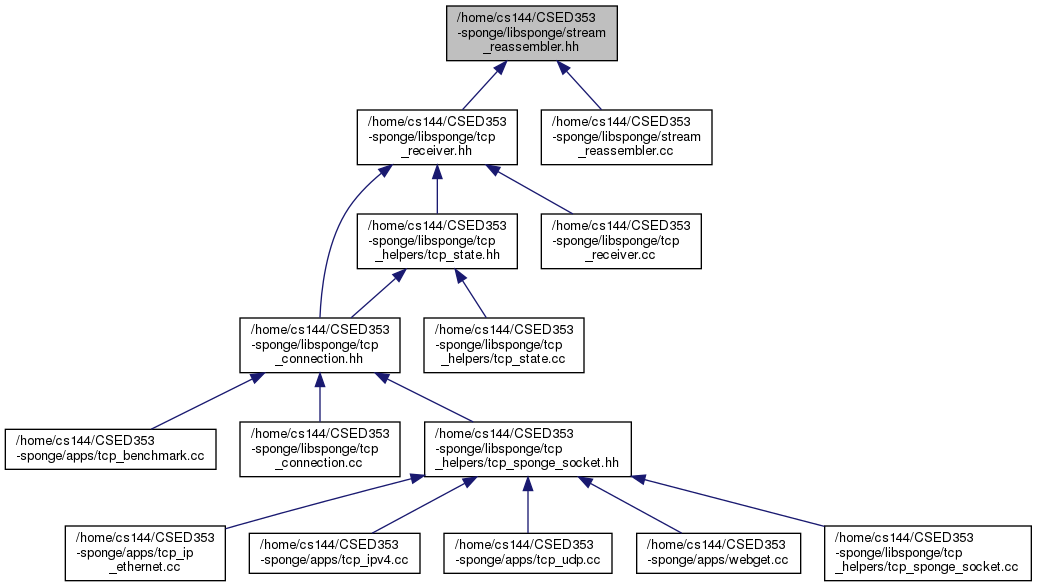 /home/cs144/CSED353
-sponge/libsponge/stream
_reassembler.hh
/home/cs144/CSED353
-sponge/libsponge/tcp
_receiver.hh
/home/cs144/CSED353
-sponge/libsponge/stream
_reassembler.cc
/home/cs144/CSED353
-sponge/libsponge/tcp
_helpers/tcp_state.hh
/home/cs144/CSED353
-sponge/libsponge/tcp
_receiver.cc
/home/cs144/CSED353
-sponge/libsponge/tcp
_connection.hh
/home/cs144/CSED353
-sponge/libsponge/tcp
_helpers/tcp_state.cc
/home/cs144/CSED353
-sponge/apps/tcp_benchmark.cc
/home/cs144/CSED353
-sponge/libsponge/tcp
_connection.cc
/home/cs144/CSED353
-sponge/libsponge/tcp
_helpers/tcp_sponge_socket.hh
/home/cs144/CSED353
-sponge/apps/tcp_ip
_ethernet.cc
/home/cs144/CSED353
-sponge/apps/tcp_ipv4.cc
/home/cs144/CSED353
-sponge/apps/tcp_udp.cc
/home/cs144/CSED353
-sponge/apps/webget.cc
/home/cs144/CSED353
-sponge/libsponge/tcp
_helpers/tcp_sponge_socket.cc